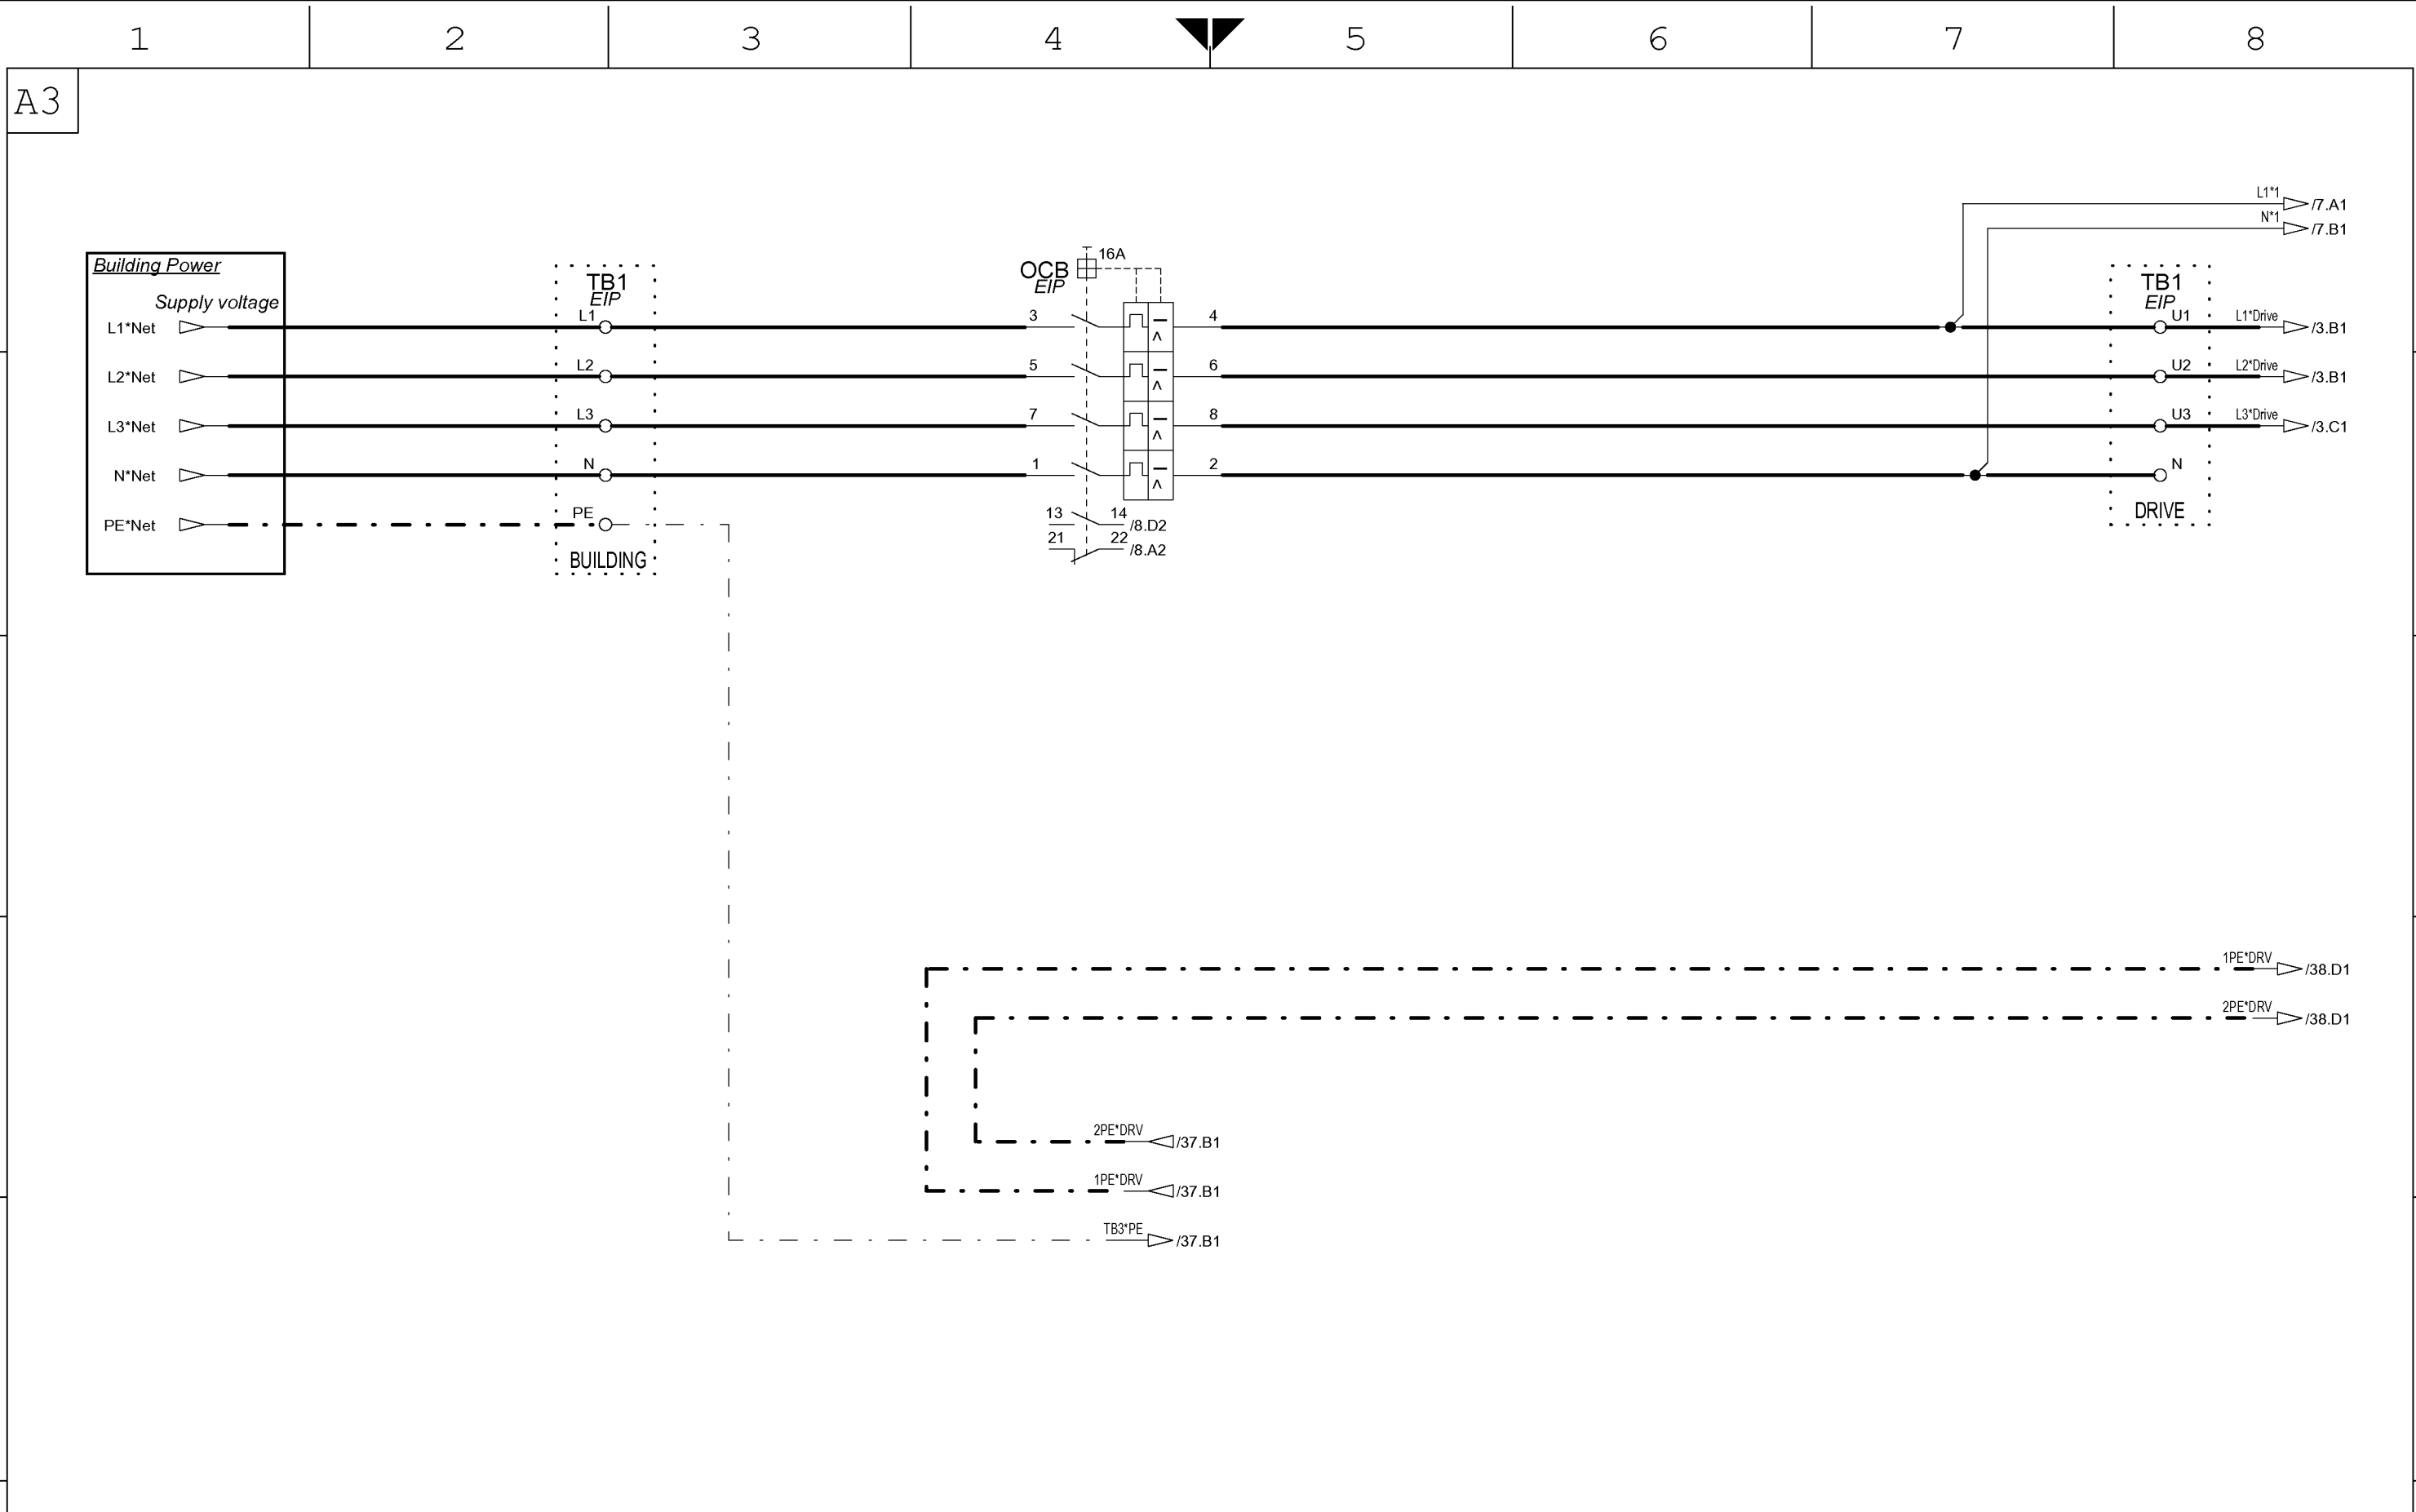 1 2 3 4 5 6 7 8
A3
L1*1 /7.A1
N*1 /7.B1
Building Power
Supply voltage
TB1
EIP
OCB
EIP
16A
TB1
EIP
L1*Net L1 3 4 U1 L1*Drive /3.B1
L2*Net L2 5 6 U2 L2*Drive /3.B1
L3*Net L3 7 8 U3 L3*Drive /3.C1
N*Net N 1 2 N
PE*Net PE 13 14 /8.D2
21 22 /8.A2
BUILDING
DRIVE
1PE*DRV /38.D1
2PE*DRV /38.D1
2PE*DRV /37.B1
1PE*DRV /37.B1
TB3*PE /37.B1